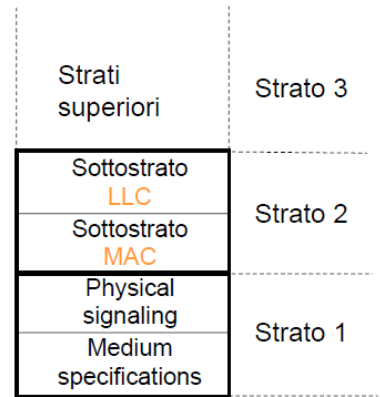 Strati
superiori
Strato 3
Sottostrato
LLC
Sottostrato
MAC
Strato 2
Physical
signaling
Medium
specifications
Strato 1